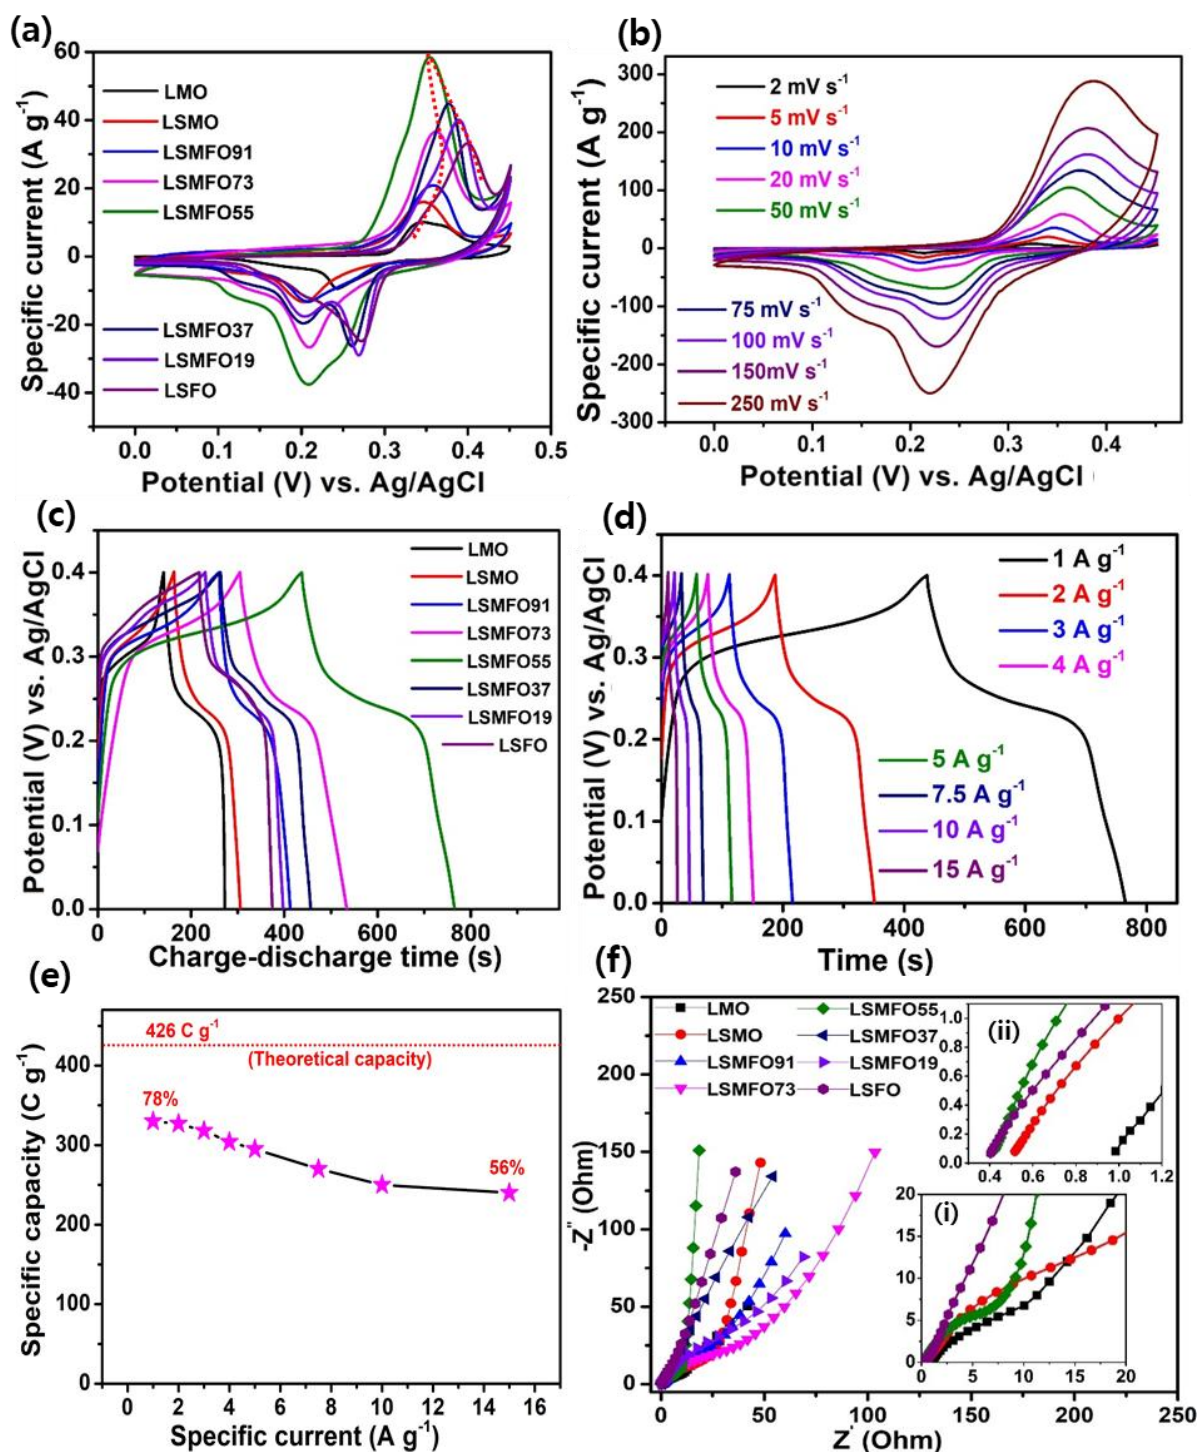 (a)
60
40
20
0
-20
-40
0.0 0.1 0.2 0.3 0.4 0.5
Specific current (A g⁻¹)
Potential (V) vs. Ag/AgCl
LMO
LSMO
LSMFO91
LSMFO73
LSMFO55
LSMFO37
LSMFO19
LSFO
(b)
300
200
100
0
-100
-200
-300
0.0 0.1 0.2 0.3 0.4
Specific current (A g⁻¹)
Potential (V) vs. Ag/AgCl
2 mV s⁻¹
5 mV s⁻¹
10 mV s⁻¹
20 mV s⁻¹
50 mV s⁻¹
75 mV s⁻¹
100 mV s⁻¹
150mV s⁻¹
250 mV s⁻¹
(c)
0.4
0.3
0.2
0.1
0.0
0 200 400 600 800
Potential (V) vs. Ag/AgCl
Charge-discharge time (s)
LMO
LSMO
LSMFO91
LSMFO73
LSMFO55
LSMFO37
LSMFO19
LSFO
(d)
0.4
0.3
0.2
0.1
0.0
0 200 400 600 800
Potential (V) vs. Ag/AgCl
Time (s)
1 A g⁻¹
2 A g⁻¹
3 A g⁻¹
4 A g⁻¹
5 A g⁻¹
7.5 A g⁻¹
10 A g⁻¹
15 A g⁻¹
(e)
400
300
200
100
0
0 2 4 6 8 10 12 14 16
Specific capacity (C g⁻¹)
Specific current (A g⁻¹)
426 C g⁻¹
(Theoretical capacity)
78%
56%
(f)
250
200
150
100
50
0
0 50 100 150 200 250
-Z" (Ohm)
Z' (Ohm)
LMO
LSMO
LSMFO91
LSMFO73
LSMFO55
LSMFO37
LSMFO19
LSFO
(ii)
1.0
0.8
0.6
0.4
0.2
0.0
0.4 0.6 0.8 1.0 1.2
(i)
20
15
10
5
0
5 10 15 20